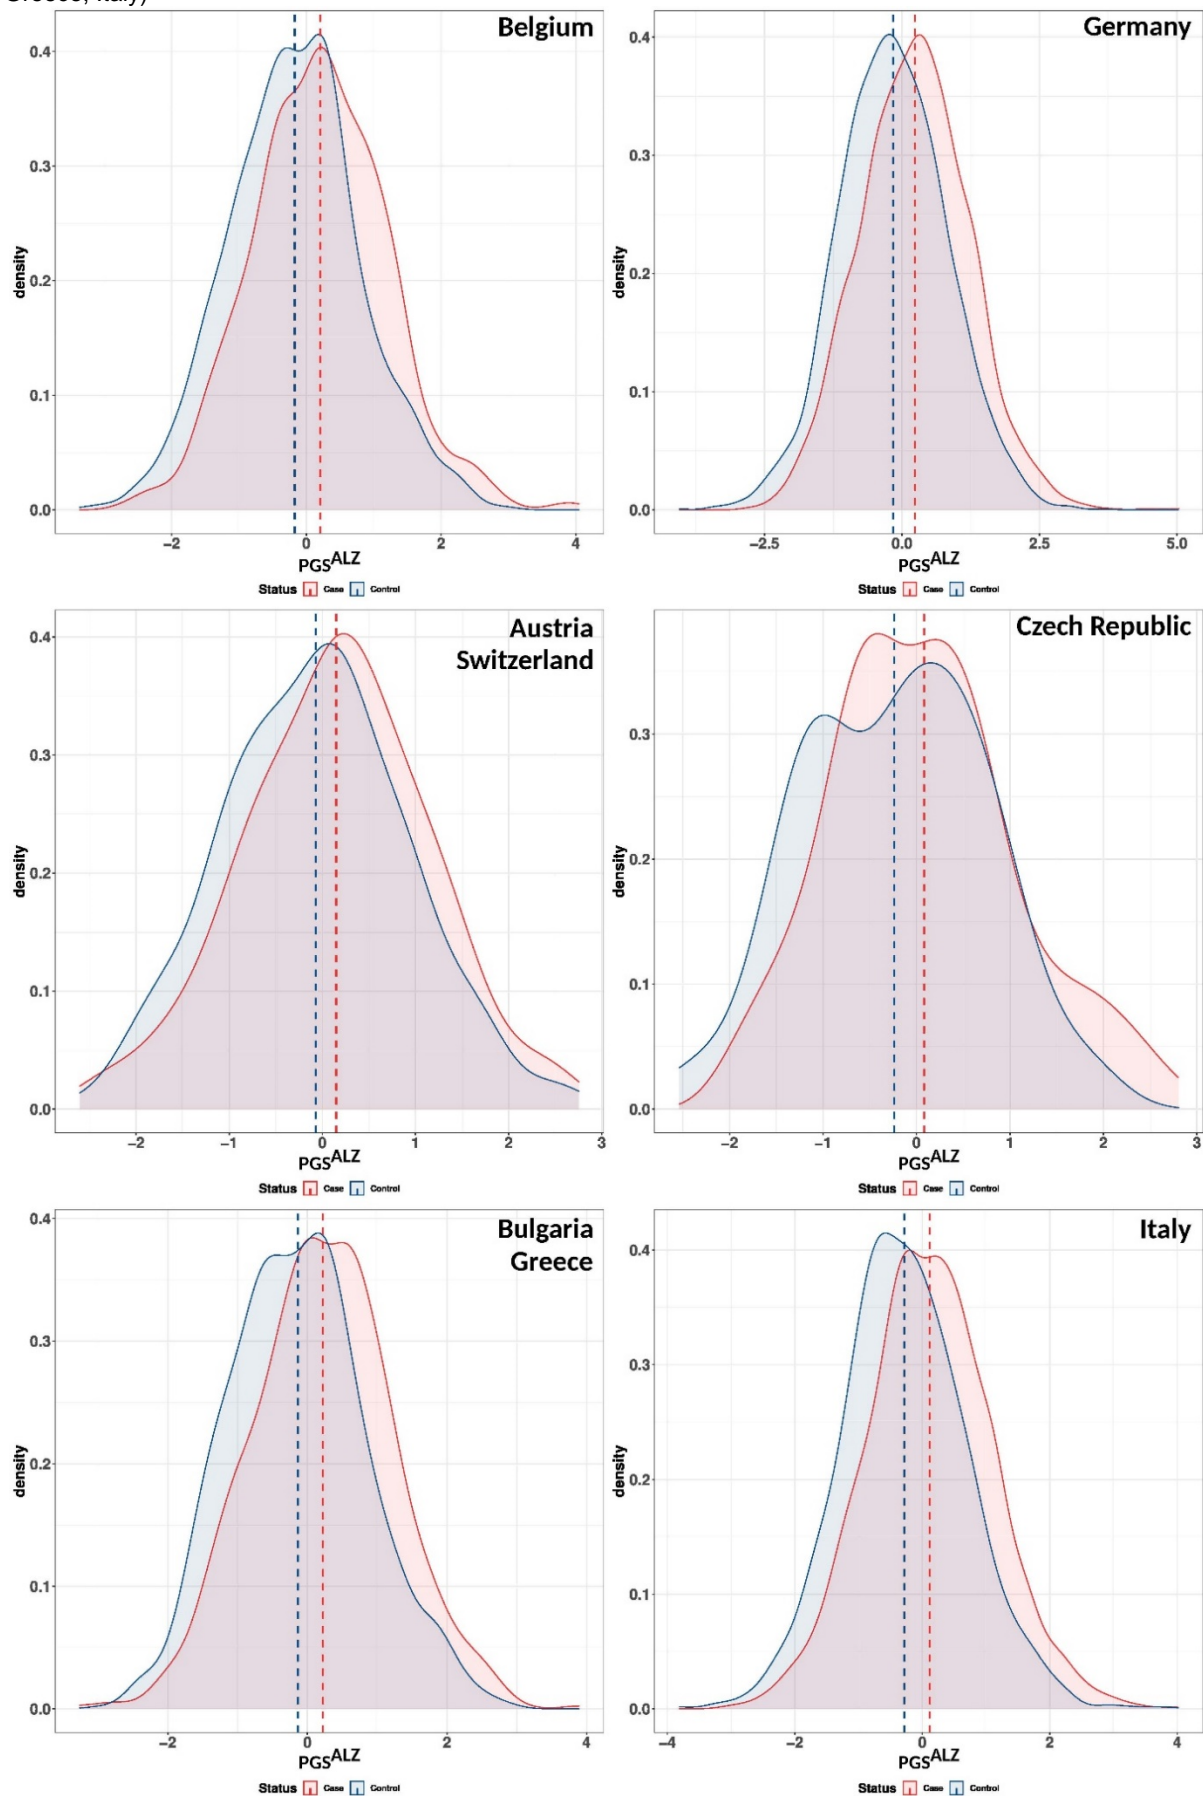 Greece, Italy)
Belgium
0.4
0.3
0.2
0.1
0.0
density
−2
0
2
4
PGSALZ
Status Case Control
Germany
0.4
0.3
0.2
0.1
0.0
density
−2.5
0.0
2.5
5.0
PGSALZ
Status Case Control
Austria
Switzerland
0.4
0.3
0.2
0.1
0.0
density
−2
−1
0
1
2
3
PGSALZ
Status Case Control
Czech Republic
0.3
0.2
0.1
0.0
density
−2
−1
0
1
2
3
PGSALZ
Status Case Control
Bulgaria
Greece
0.4
0.3
0.2
0.1
0.0
density
−2
0
2
4
PGSALZ
Status Case Control
Italy
0.4
0.3
0.2
0.1
0.0
density
−4
−2
0
2
4
PGSALZ
Status Case Control